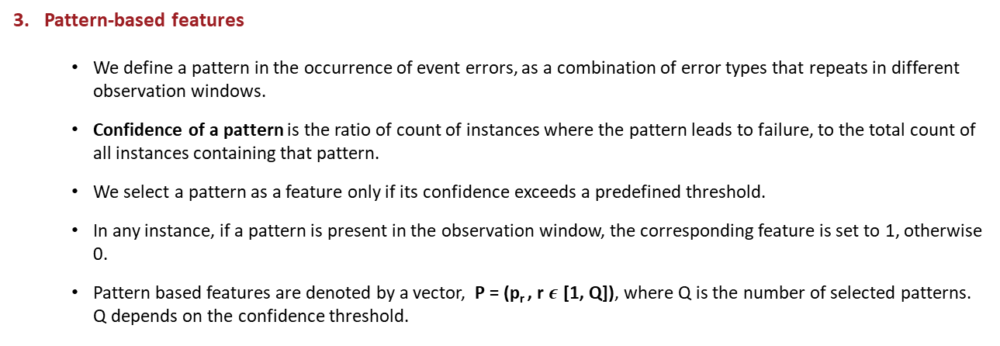 3. Pattern-based features
• We define a pattern in the occurrence of event errors, as a combination of error types that repeats in different
observation windows.
• Confidence of a pattern is the ratio of count of instances where the pattern leads to failure, to the total count of
all instances containing that pattern.
• We select a pattern as a feature only if its confidence exceeds a predefined threshold.
• In any instance, if a pattern is present in the observation window, the corresponding feature is set to 1, otherwise
0.
• Pattern based features are denoted by a vector, P = (pᵣ, r ϵ [1, Q]), where Q is the number of selected patterns.
Q depends on the confidence threshold.